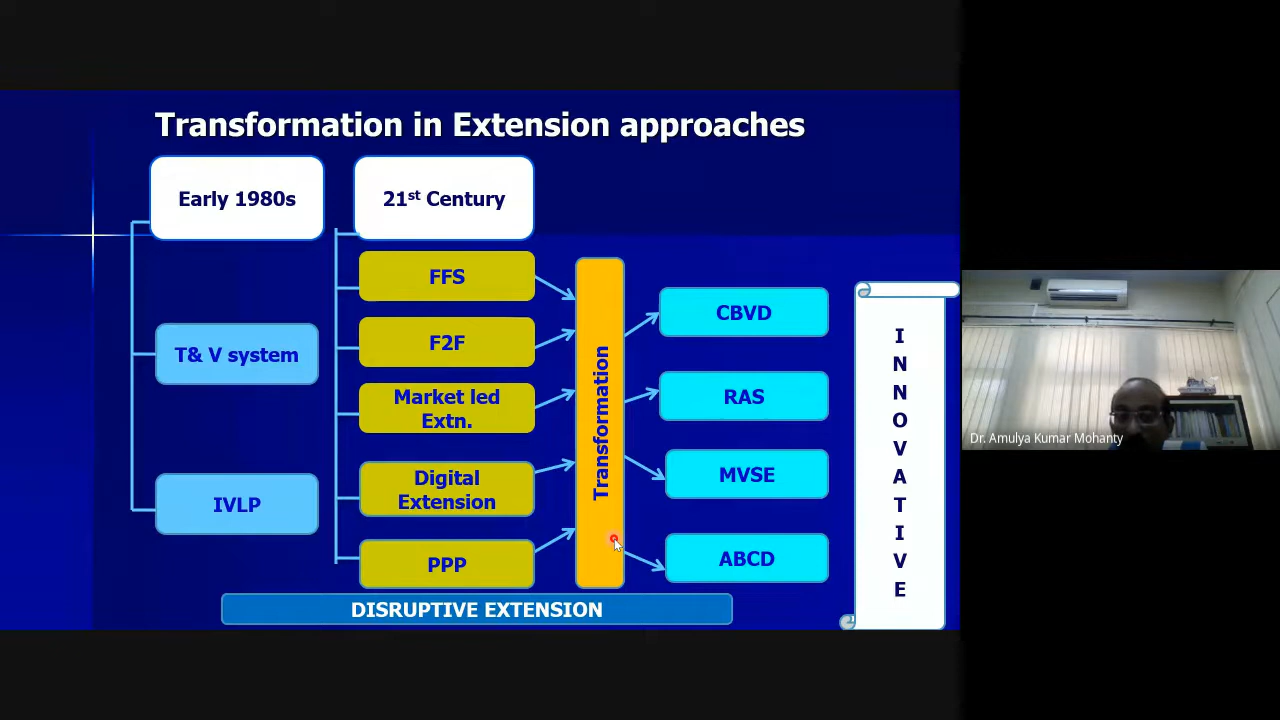 Transformation in Extension approaches
Early 1980s
T& V system
IVLP
21st Century
FFS
F2F
Market led
Extn.
Digital
Extension
PPP
Transformation
CBVD
RAS
MVSE
ABCD
INNOVATIVE
DISRUPTIVE EXTENSION
Dr. Amulya Kumar Mohanty